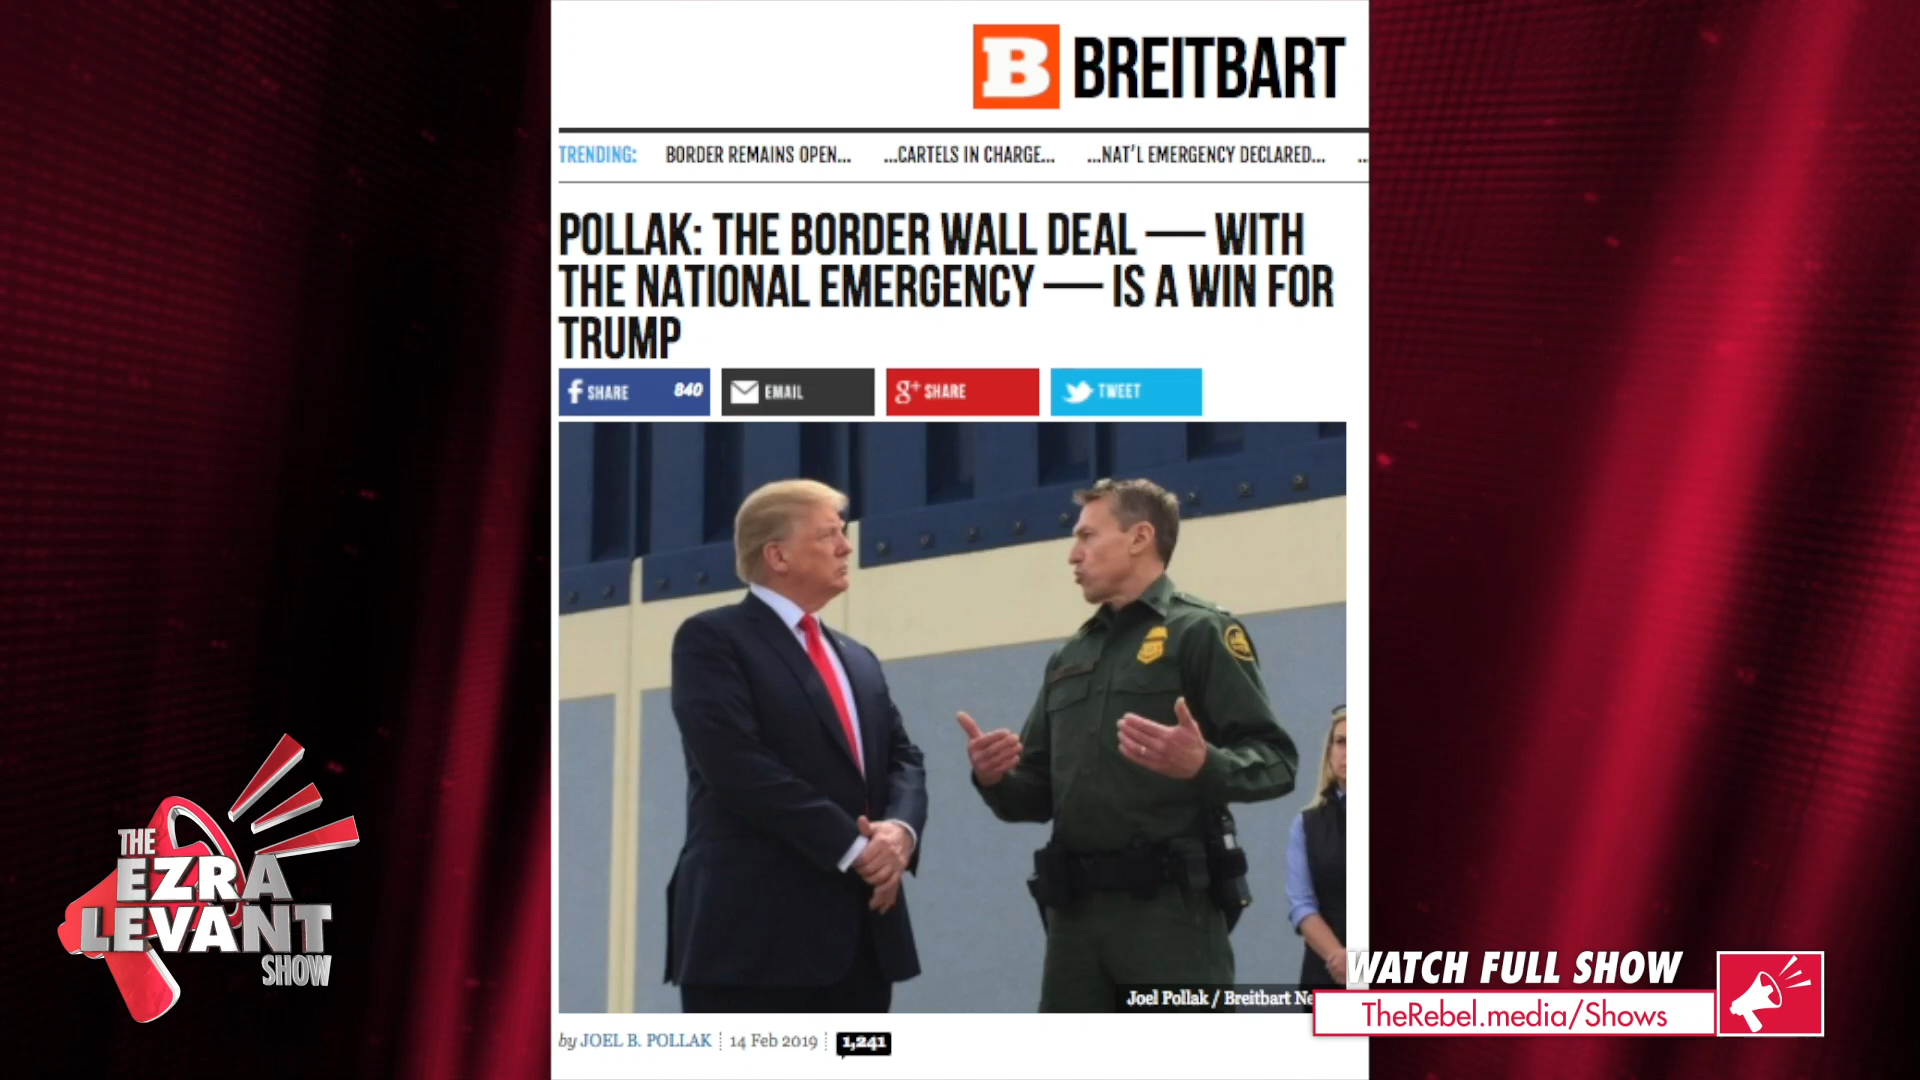 B BREITBART
TRENDING: BORDER REMAINS OPEN... ...CARTELS IN CHARGE... ...NAT'L EMERGENCY DECLARED... ...
POLLAK: THE BORDER WALL DEAL — WITH
THE NATIONAL EMERGENCY — IS A WIN FOR
TRUMP
f SHARE 840 EMAIL g+ SHARE TWEET
Joel Pollak / Breitbart Ne
by JOEL B. POLLAK 14 Feb 2019 1,241
THE
EZRA
LEVANT
SHOW
WATCH FULL SHOW
TheRebel.media/Shows